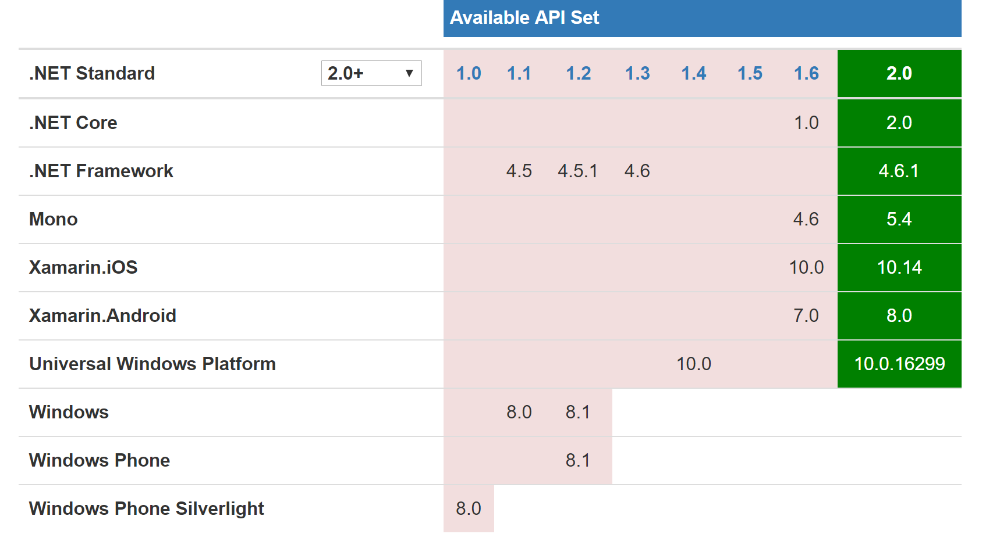 Available API Set
.NET Standard 2.0+ ▼ 1.0 1.1 1.2 1.3 1.4 1.5 1.6 2.0
.NET Core 1.0 2.0
.NET Framework 4.5 4.5.1 4.6 4.6.1
Mono 4.6 5.4
Xamarin.iOS 10.0 10.14
Xamarin.Android 7.0 8.0
Universal Windows Platform 10.0 10.0.16299
Windows 8.0 8.1
Windows Phone 8.1
Windows Phone Silverlight 8.0